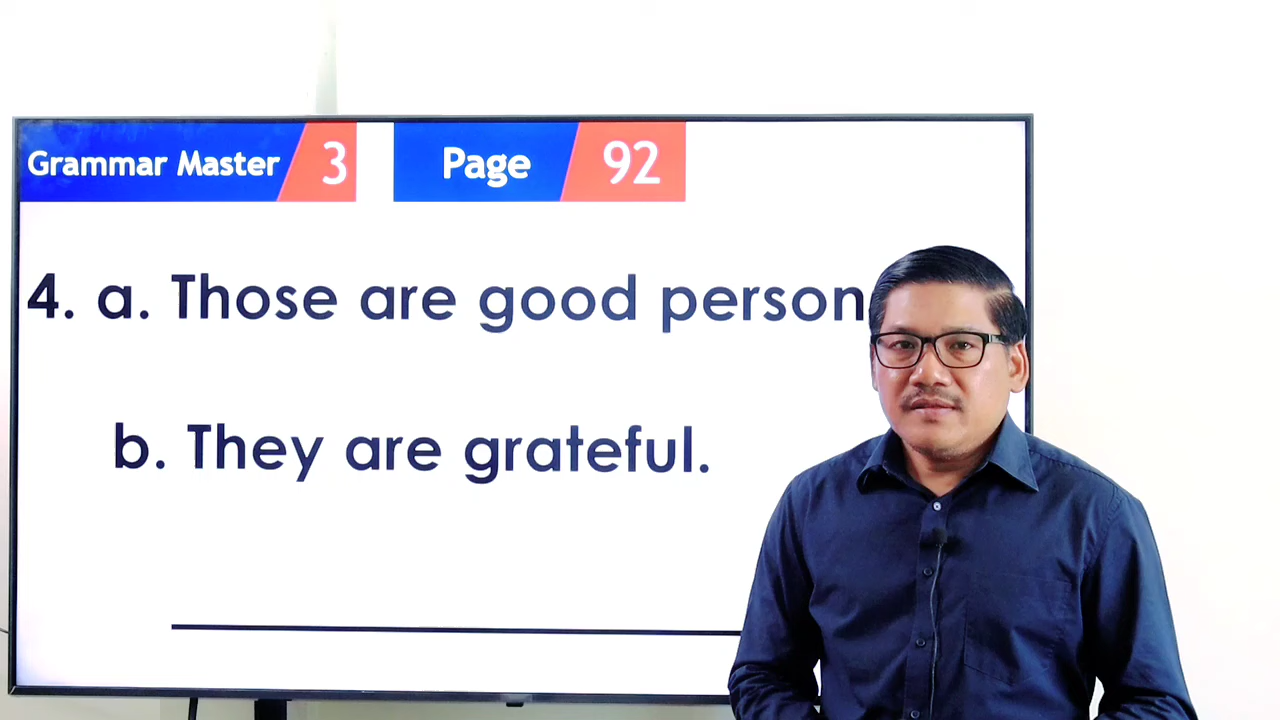 Grammar Master 3
Page 92
4. a. Those are good person
b. They are grateful.